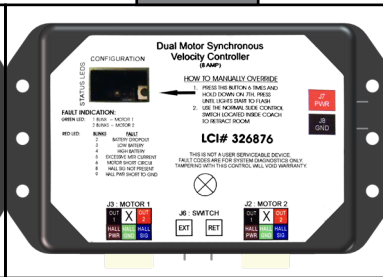 Dual Motor Synchronous
Velocity Controller
(8 AMP)
CONFIGURATION
STATUS LEDS
HOW TO MANUALLY OVERRIDE
1. PRESS THIS BUTTON 6 TIMES AND
HOLD DOWN ON 7TH. PRESS
UNTIL LIGHTS START TO FLASH
2. USE THE NORMAL SIDE CONTROL
SWITCH LOCATED INSIDE COACH
TO RETRACT ROOM
J7
PWR
J8
GND
FAULT INDICATION:
GREEN LED: 1 BLINK - MOTOR 1
2 BLINKS - MOTOR 2
RED LED: BLINKS FAULT
2 BATTERY DROPOUT
3 LOW BATTERY
4 HIGH BATTERY
5 EXCESSIVE MTR CURRENT
6 MOTOR SHORT CIRCUIT
8 HALL SIG NOT PRESENT
9 HALL PWR SHORT TO GND
LCI# 326876
THIS IS NOT A USER SERVICABLE DEVICE.
FAULT CODES ARE FOR SYSTEM DIAGNOSTICS ONLY.
TAMPERING WITH THIS CONTROL WILL VOID WARRANTY.
J3 : MOTOR 1
OUT 1 X OUT 2
HALL PWR HALL GND HALL SIG
J6 : SWITCH
EXT RET
J2 : MOTOR 2
OUT 1 X OUT 2
HALL PWR HALL GND HALL SIG